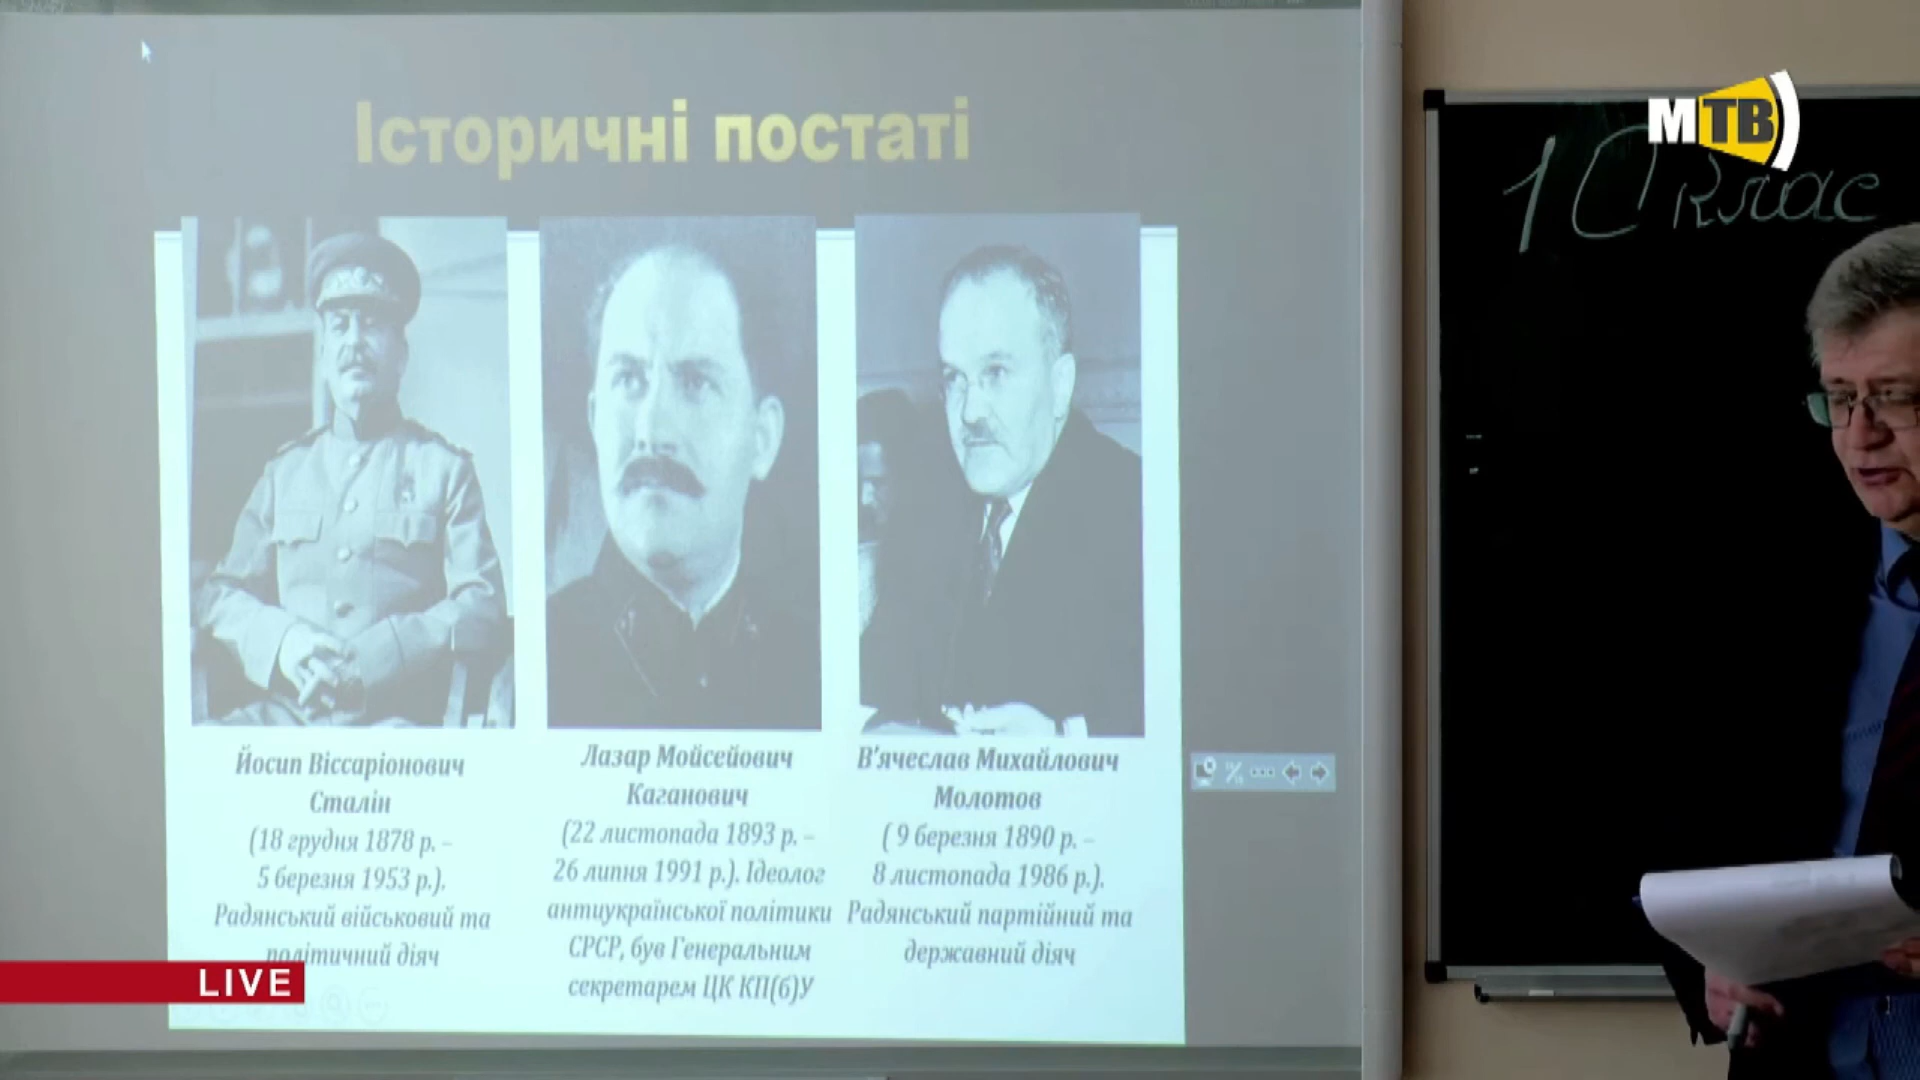 Історичні постаті
МТВ
10 клас
Йосип Віссаріонович
Сталін
(18 грудня 1878 р. –
5 березня 1953 р.).
Радянський військовий та
політичний діяч
Лазар Мойсейович
Каганович
(22 листопада 1893 р. –
26 липня 1991 р.). Ідеолог
антиукраїнської політики
СРСР, був Генеральним
секретарем ЦК КП(б)У
В'ячеслав Михайлович
Молотов
( 9 березня 1890 р. –
8 листопада 1986 р.).
Радянський партійний та
державний діяч
LIVE